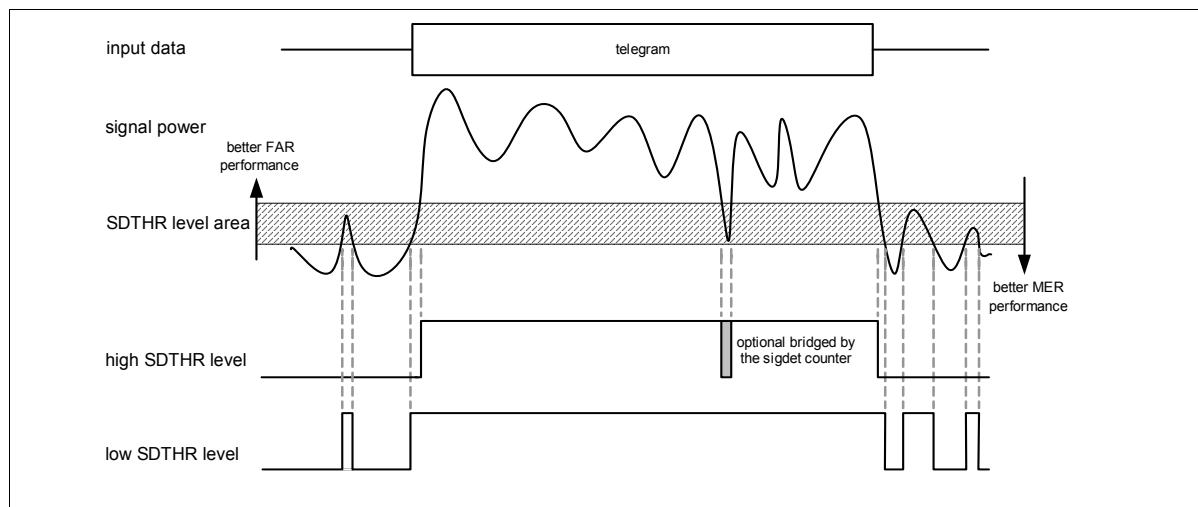 input data
telegram
signal power
better FAR
performance
SDTHR level area
better MER
performance
high SDTHR level
optional bridged by
the sigdet counter
low SDTHR level